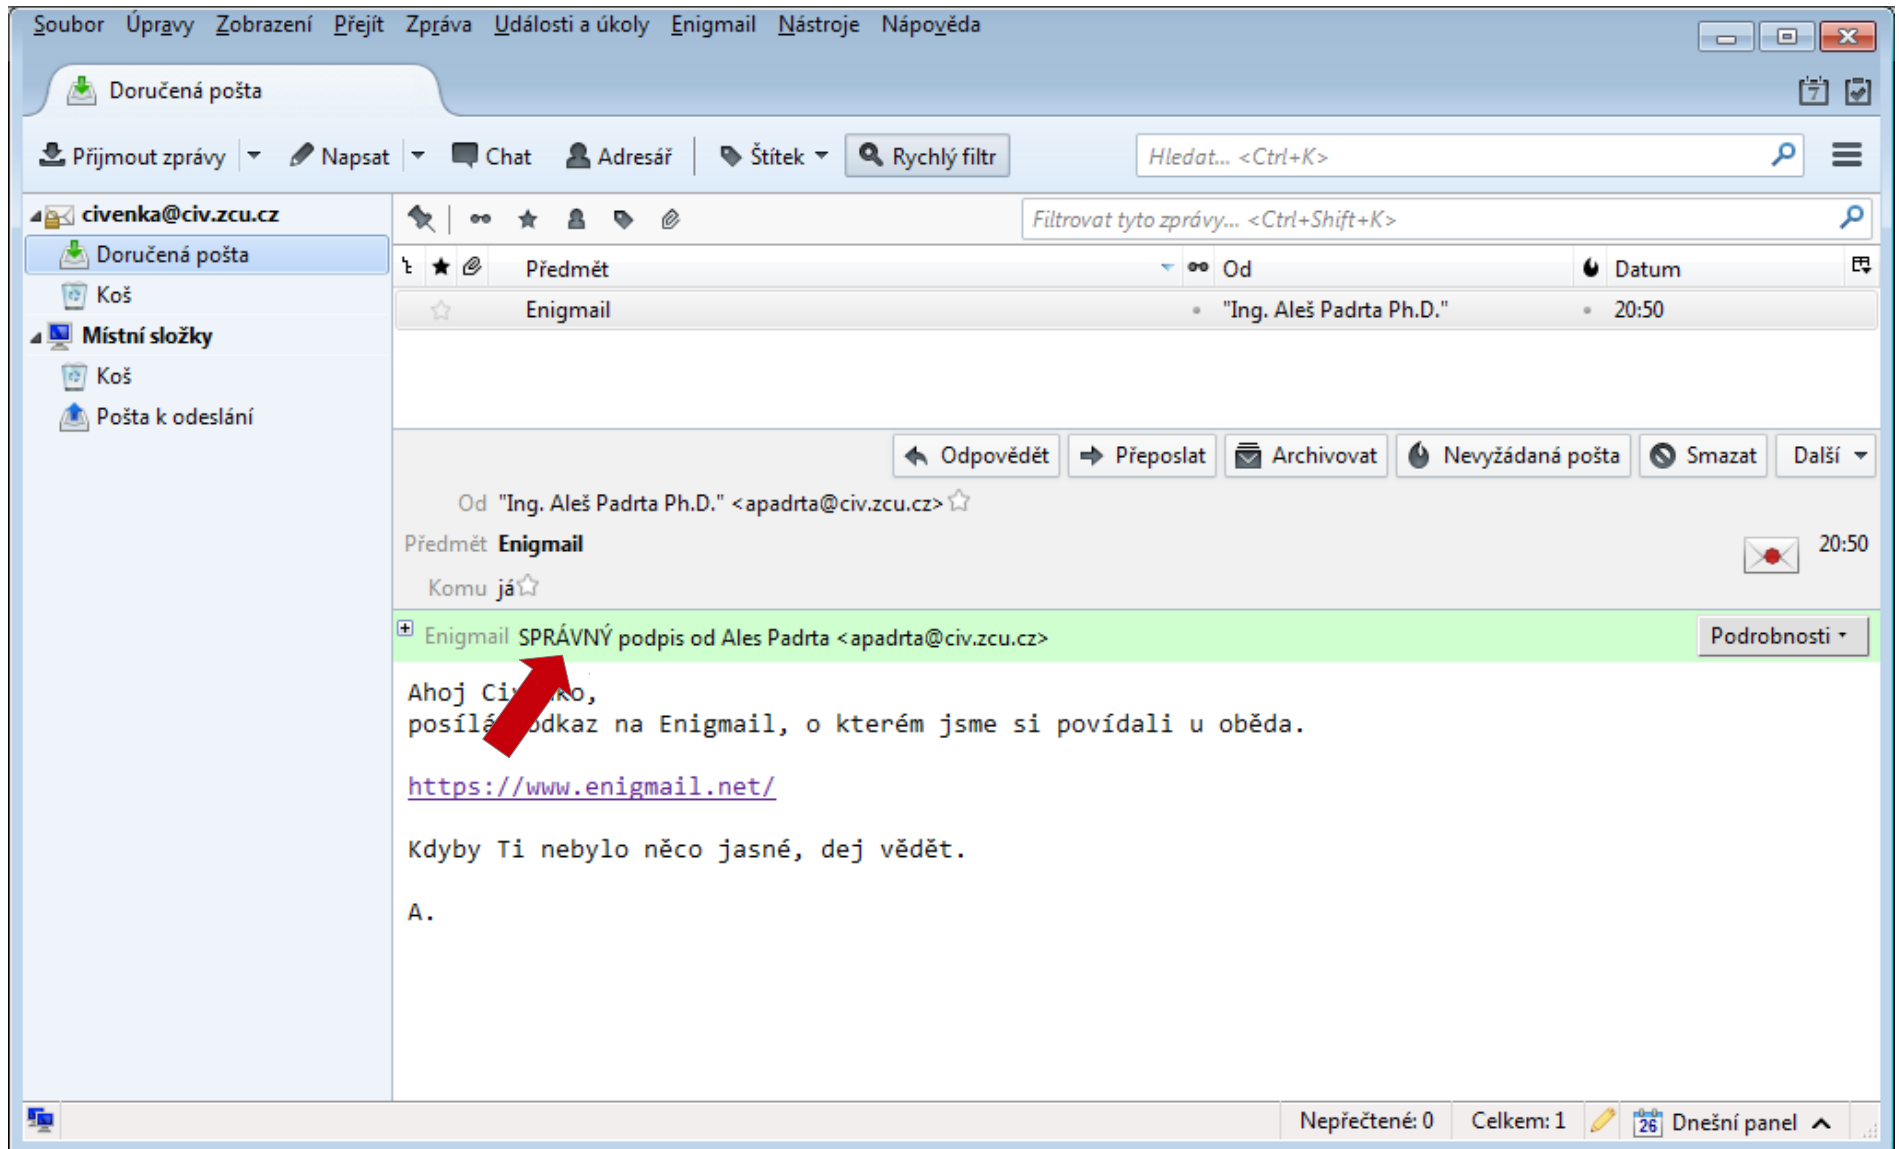 Soubor Úpravy Zobrazení Přejít Zpráva Události a úkoly Enigmail Nástroje Nápověda
Doručená pošta
7
Přijmout zprávy Napsat Chat Adresář Štítek Rychlý filtr Hledat... <Ctrl+K>
civenka@civ.zcu.cz
Doručená pošta
Koš
Místní složky
Koš
Pošta k odeslání
Filtrovat tyto zprávy... <Ctrl+Shift+K>
Předmět Od Datum
Enigmail "Ing. Aleš Padrta Ph.D." 20:50
Odpovědět Přeposlat Archivovat Nevyžádaná pošta Smazat Další
Od "Ing. Aleš Padrta Ph.D." <apadrta@civ.zcu.cz>
Předmět Enigmail 20:50
Komu já
Enigmail SPRÁVNÝ podpis od Ales Padrta <apadrta@civ.zcu.cz> Podrobnosti
Ahoj
na Enigmail, o kterém jsme si povídali u oběda.
https://www.enigmail.net/
Kdyby Ti nebylo něco jasné, dej vědět.
A.
Nepřečtené: 0 Celkem: 1 26 Dnešní panel